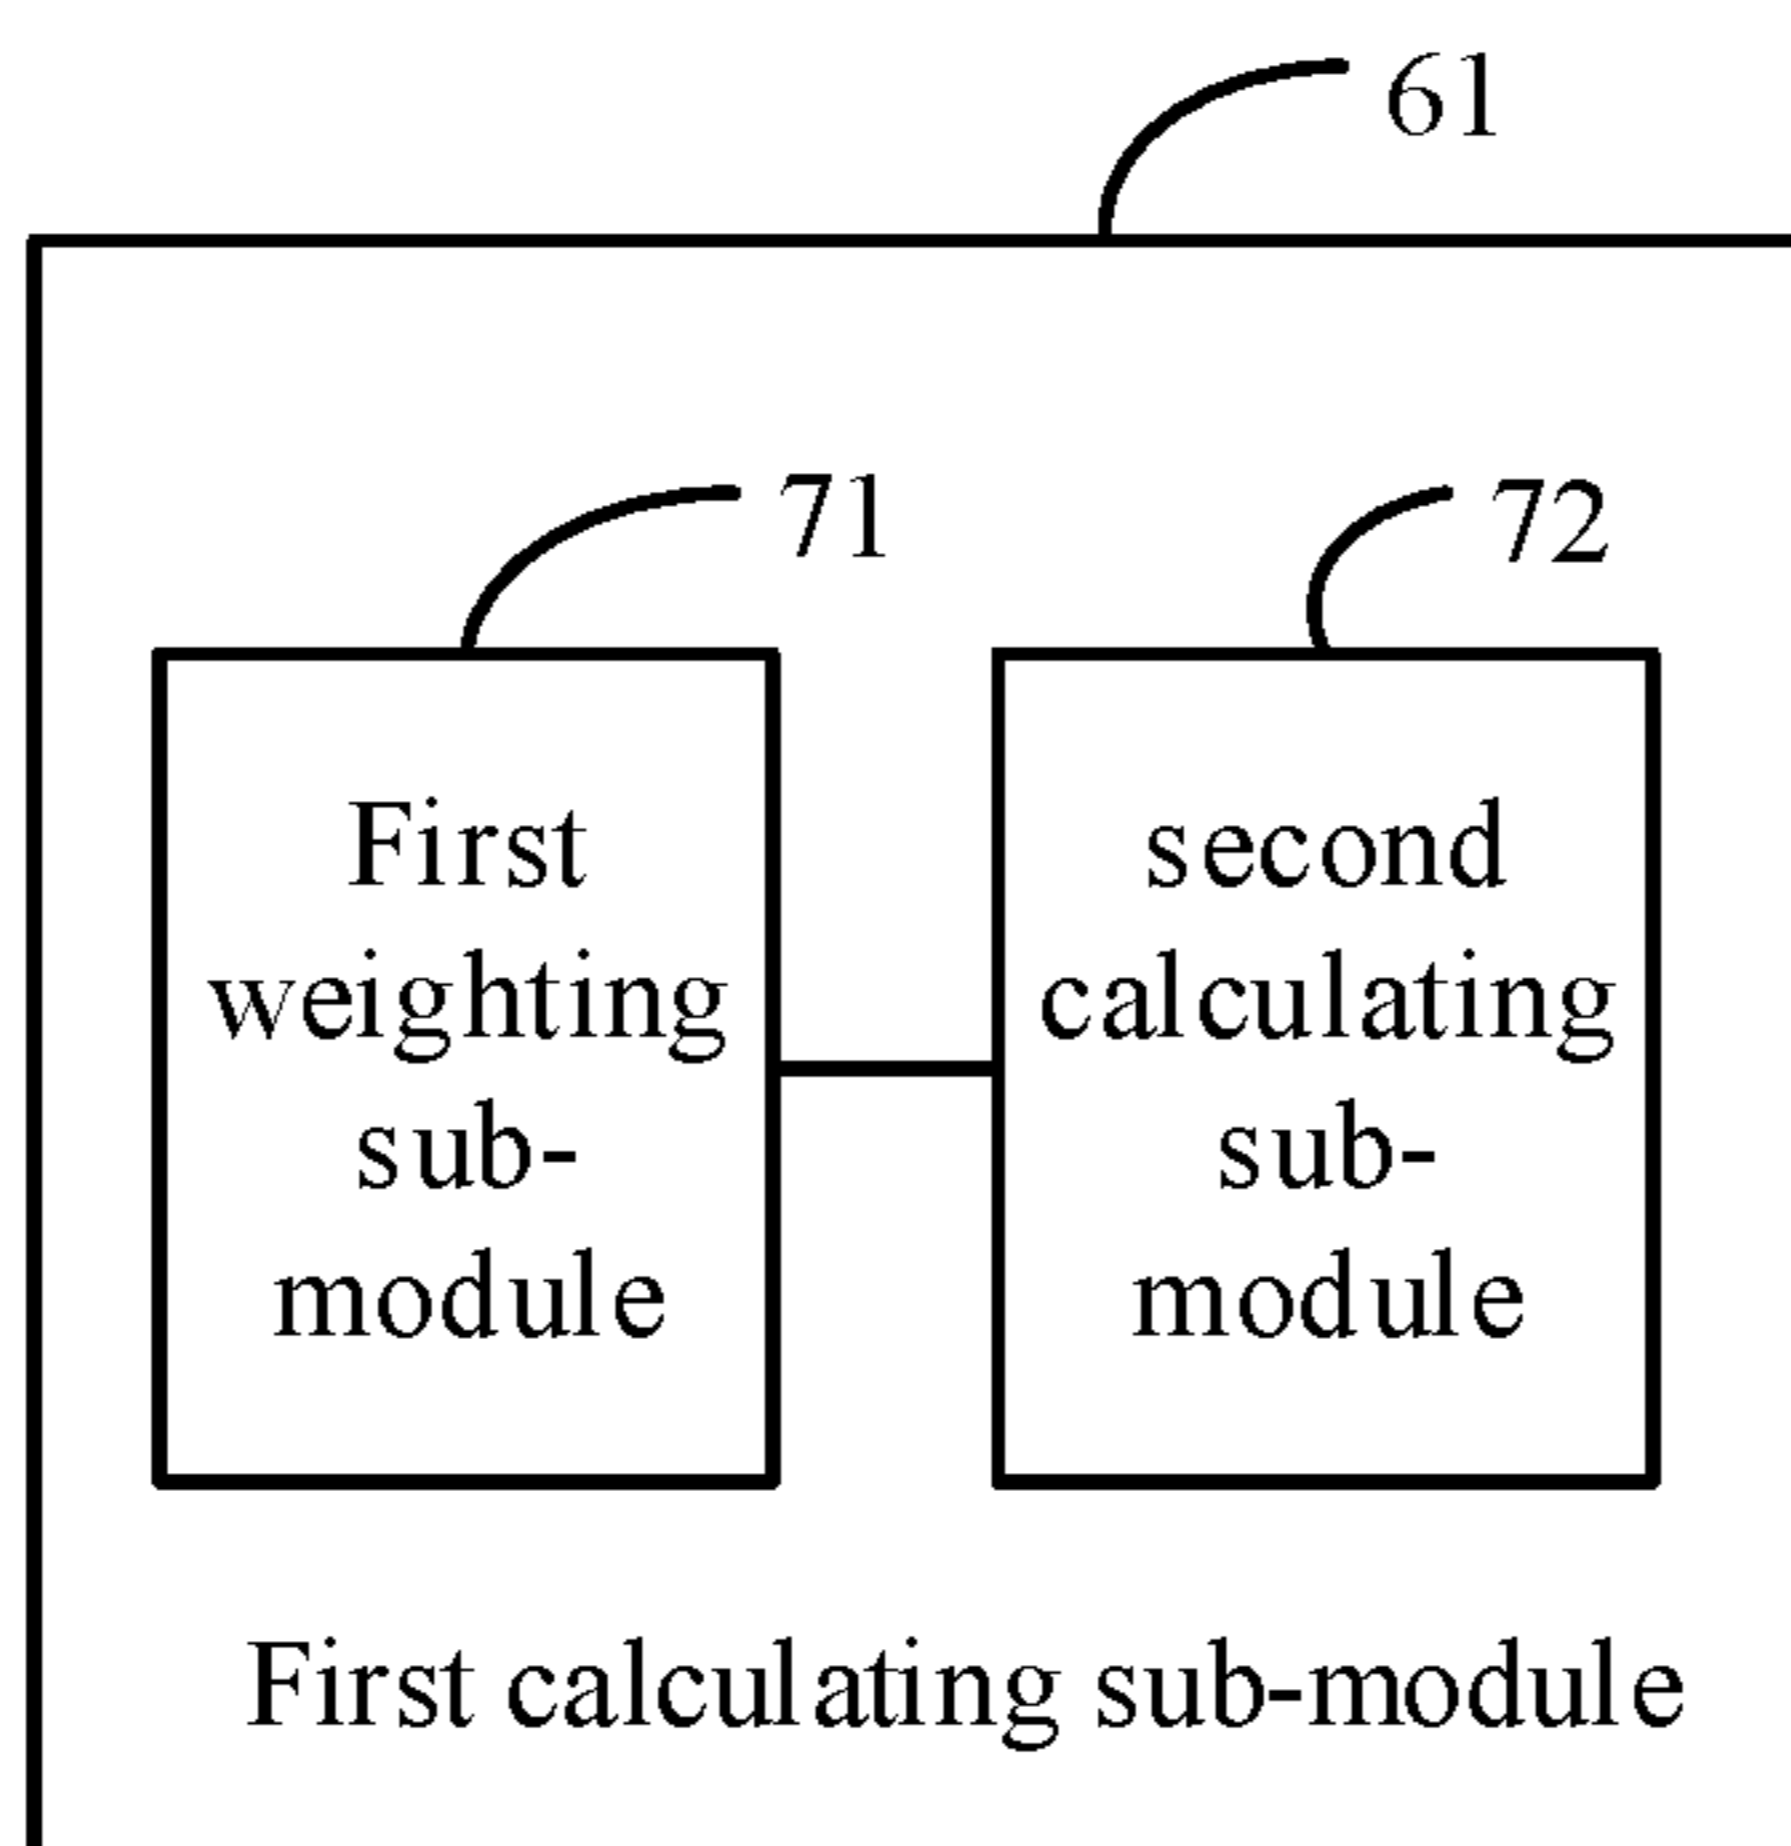 61
71
72
First
weighting
sub-
module
second
calculating
sub-
module
First calculating sub-module